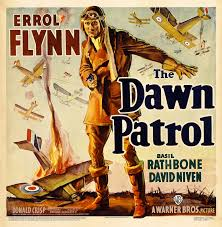 ERROL
FLYNN
The
Dawn
Patrol
BASIL
RATHBONE
DAVID NIVEN
DONALD CRISP
A WARNER BROS. PICTURE